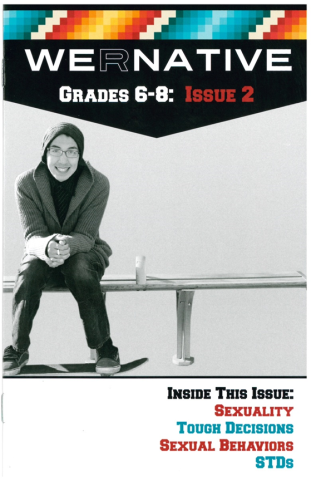 WERNATIVE
GRADES 6-8: ISSUE 2
INSIDE THIS ISSUE:
SEXUALITY
TOUGH DECISIONS
SEXUAL BEHAVIORS
STDs